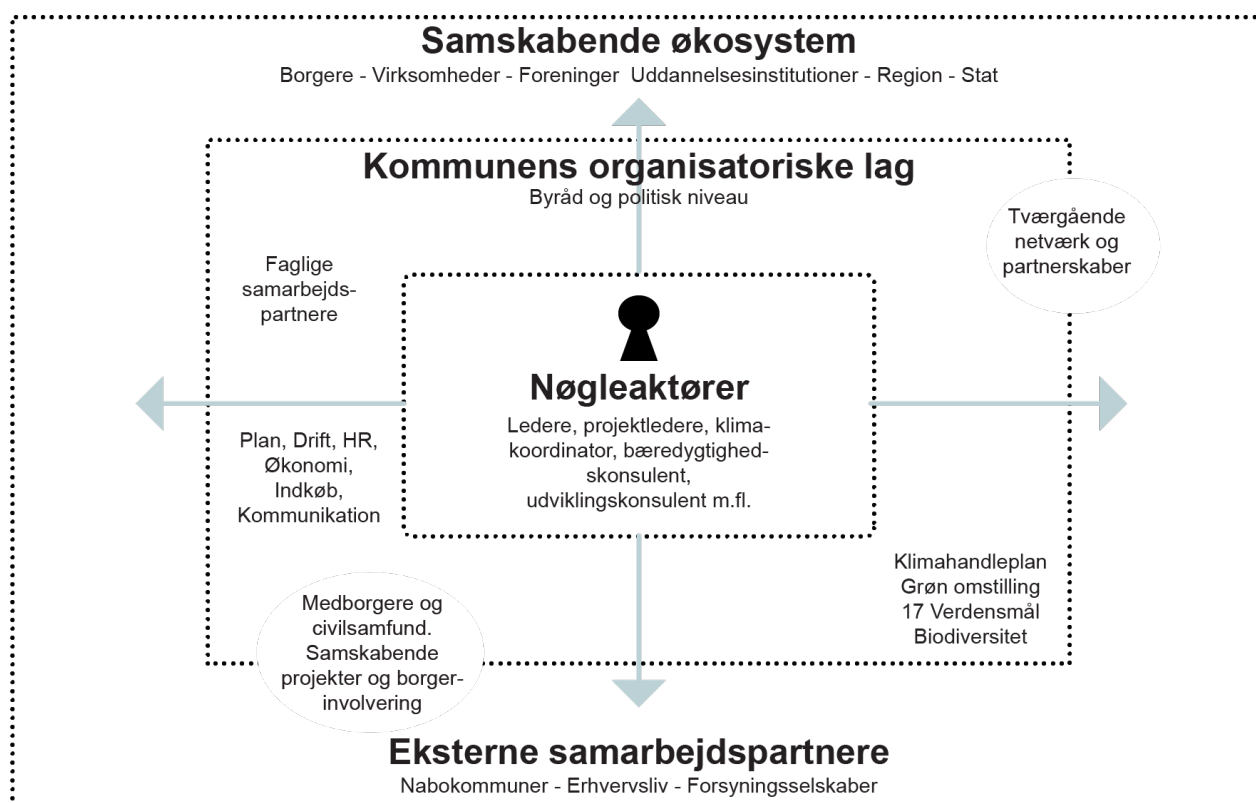 Samskabende økosystem
Borgere - Virksomheder - Foreninger  Uddannelsesinstitutioner - Region - Stat
Kommunens organisatoriske lag
Byråd og politisk niveau
Tværgående
netværk og
partnerskaber
Faglige
samarbejds-
partnere
Nøgleaktører
Ledere, projektledere, klima-
koordinator, bæredygtighed-
skonsulent,
udviklingskonsulent m.fl.
Plan, Drift, HR,
Økonomi,
Indkøb,
Kommunikation
Klimahandleplan
Grøn omstilling
17 Verdensmål
Biodiversitet
Medborgere og
civilsamfund.
Samskabende
projekter og borger-
involvering
Eksterne samarbejdspartnere
Nabokommuner - Erhvervsliv - Forsyningsselskaber